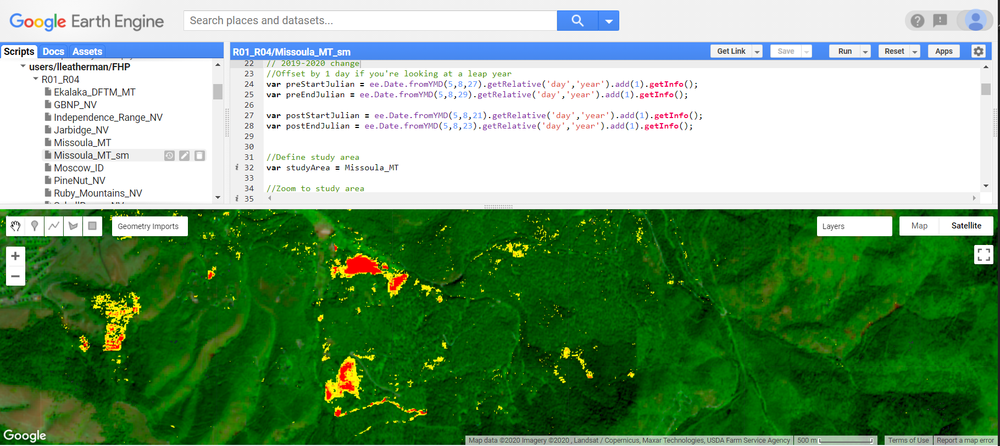 Google Earth Engine
Search places and datasets...
Scripts Docs Assets
users/lleatherman/FHP
R01_R04
Ekalaka_DFTM_MT
GBNP_NV
Independence_Range_NV
Jarbidge_NV
Missoula_MT
Missoula_MT_sm
Moscow_ID
PineNut_NV
Ruby_Mountains_NV
R01_R04/Missoula_MT_sm
Get Link Save Run Reset Apps
22 // 2019-2020 change
23 //Offset by 1 day if you're looking at a leap year
24 var preStartJulian = ee.Date.fromYMD(5,8,27).getRelative('day','year').add(1).getInfo();
25 var preEndJulian = ee.Date.fromYMD(5,8,29).getRelative('day','year').add(1).getInfo();
26
27 var postStartJulian = ee.Date.fromYMD(5,8,21).getRelative('day','year').add(1).getInfo();
28 var postEndJulian = ee.Date.fromYMD(5,8,23).getRelative('day','year').add(1).getInfo();
29
30
31 //Define study area
i 32 var studyArea = Missoula_MT
33
34 //Zoom to study area
i 35
Geometry Imports
Layers
Map Satellite
Google
Map data ©2020 Imagery ©2020 , Landsat / Copernicus, Maxar Technologies, USDA Farm Service Agency 500 m Terms of Use Report a map error